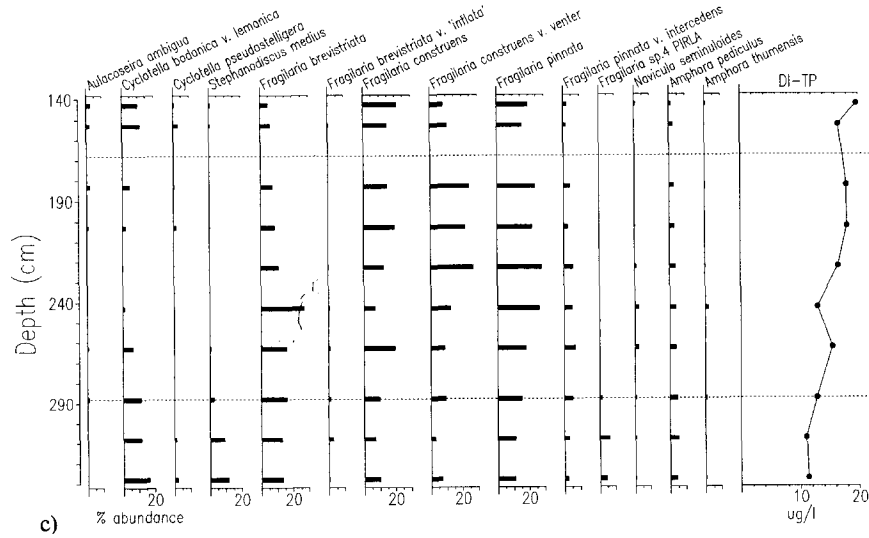 Aulacoseira ambigua
Cyclotella bodanica v. lemanica
Cyclotella pseudostelligera
Stephanodiscus medius
Fragilaria brevistriata
Fragilaria brevistriata v. 'inflata'
Fragilaria construens
Fragilaria construens v. venter
Fragilaria pinnata
Fragilaria pinnata v. intercedens
Fragilaria sp.4 PIRLA
Navicula seminuloides
Amphora pediculus
Amphora thumensis
Di-TP
140
190
240
290
Depth (cm)
20 20 20 20 20 10 20
% abundance ug/l
c)